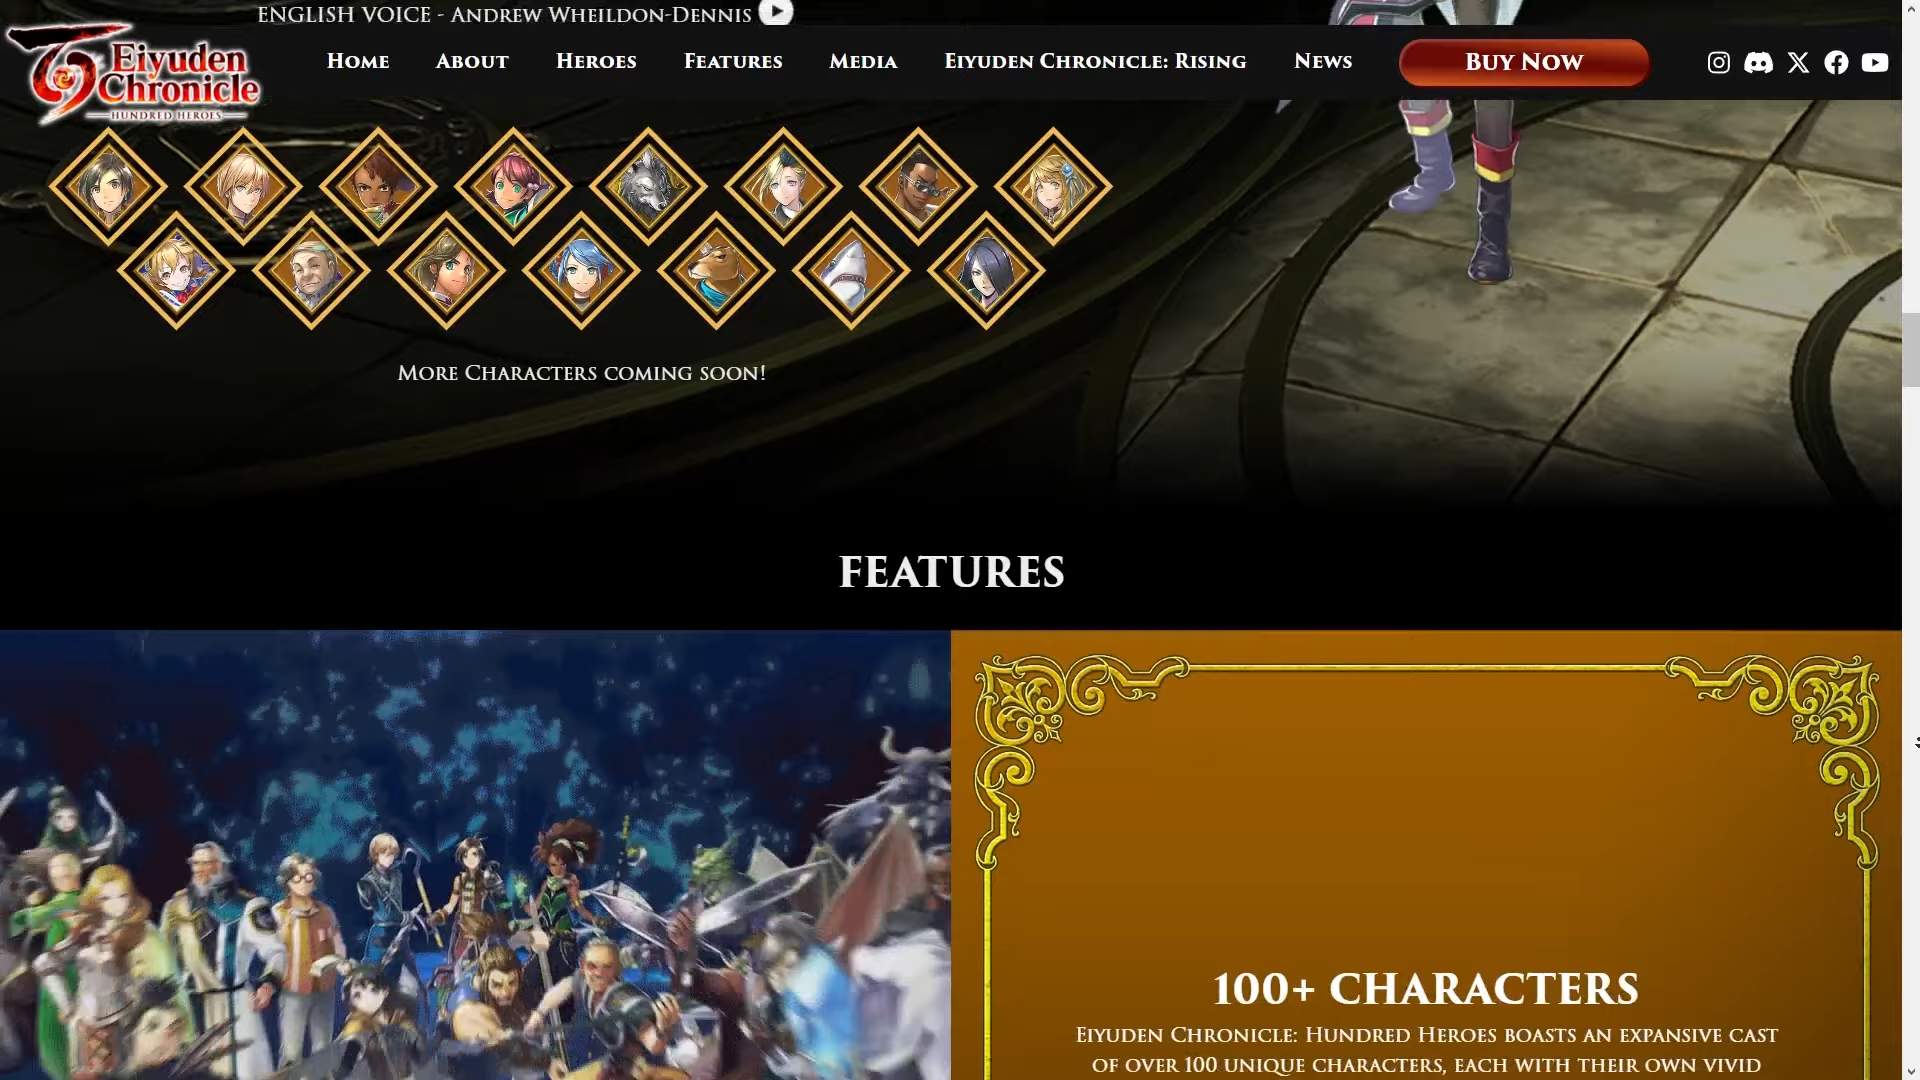 ENGLISH VOICE - ANDREW WHEILDON-DENNIS
Eiyuden
Chronicle
HUNDRED HEROES
HOME
ABOUT
HEROES
FEATURES
MEDIA
EIYUDEN CHRONICLE: RISING
NEWS
BUY NOW
MORE CHARACTERS COMING SOON!
FEATURES
100+ CHARACTERS
EIYUDEN CHRONICLE: HUNDRED HEROES BOASTS AN EXPANSIVE CAST
OF OVER 100 UNIQUE CHARACTERS, EACH WITH THEIR OWN VIVID